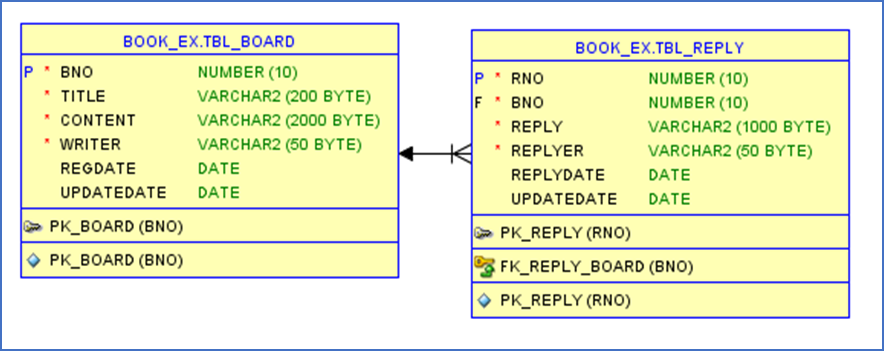 BOOK_EX.TBL_BOARD
P * BNO NUMBER (10)
* TITLE VARCHAR2 (200 BYTE)
* CONTENT VARCHAR2 (2000 BYTE)
* WRITER VARCHAR2 (50 BYTE)
REGDATE DATE
UPDATEDATE DATE
PK_BOARD (BNO)
PK_BOARD (BNO)
BOOK_EX.TBL_REPLY
P * RNO NUMBER (10)
F * BNO NUMBER (10)
* REPLY VARCHAR2 (1000 BYTE)
* REPLYER VARCHAR2 (50 BYTE)
REPLYDATE DATE
UPDATEDATE DATE
PK_REPLY (RNO)
FK_REPLY_BOARD (BNO)
PK_REPLY (RNO)